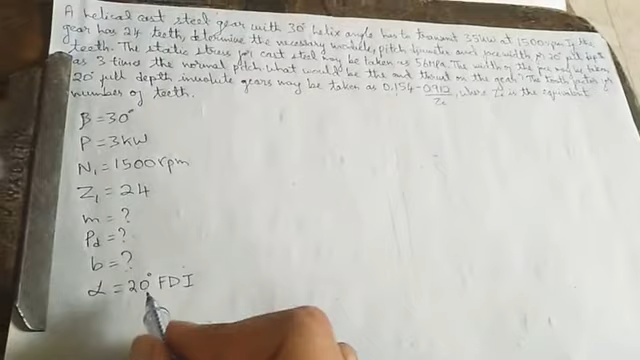 A helical cast steel gear with 30° helix angle has to transmit 35kW at 1500rpm. If the
gear has 24 teeth, determine the necessary module, pitch diameter and face width for 20° full depth
teeth. The static stress for cast steel may be taken as 56MPa. The width of the may be taken
as 3 times the normal pitch. What would be the end thrust on the gear? The tooth factor for
20° full depth involute gears may be taken as 0.154-0.912/Ze, where Ze is the equivalent
number of teeth.
β = 30°
P = 3kW
N₁ = 1500rpm
Z₁ = 24
m = ?
Pd = ?
b = ?
α = 20° FDI